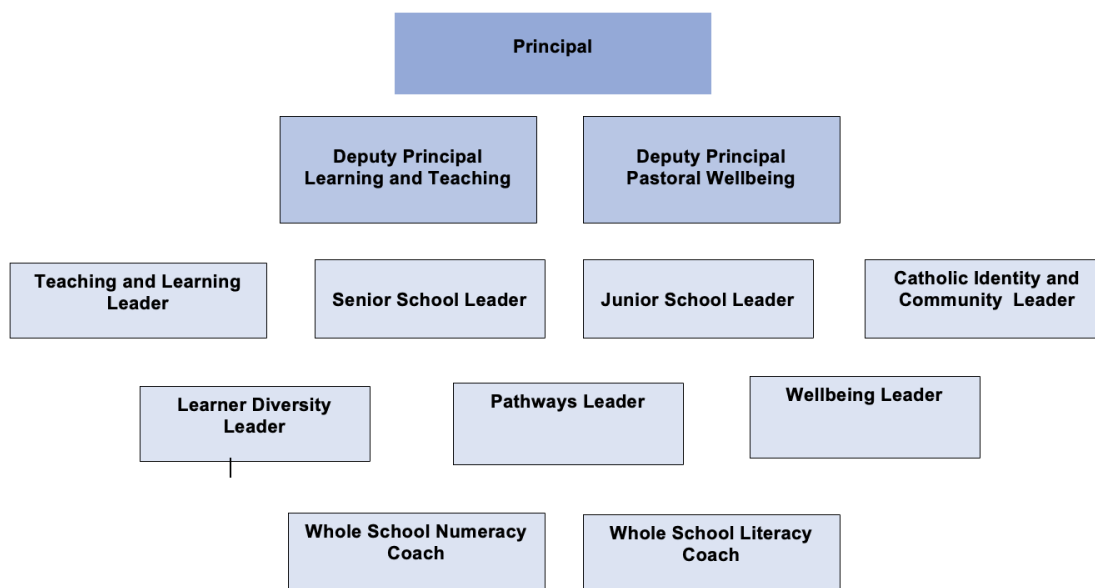 Principal
Deputy Principal
Learning and Teaching
Deputy Principal
Pastoral Wellbeing
Teaching and Learning
Leader
Senior School Leader
Junior School Leader
Catholic Identity and
Community Leader
Learner Diversity
Leader
Pathways Leader
Wellbeing Leader
Whole School Numeracy
Coach
Whole School Literacy
Coach